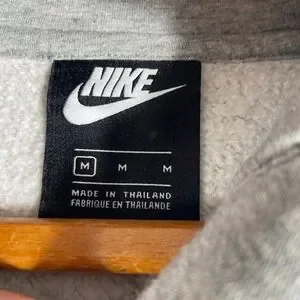 NIKE
M M M
MADE IN THAILAND
FABRIQUE EN THAILANDE